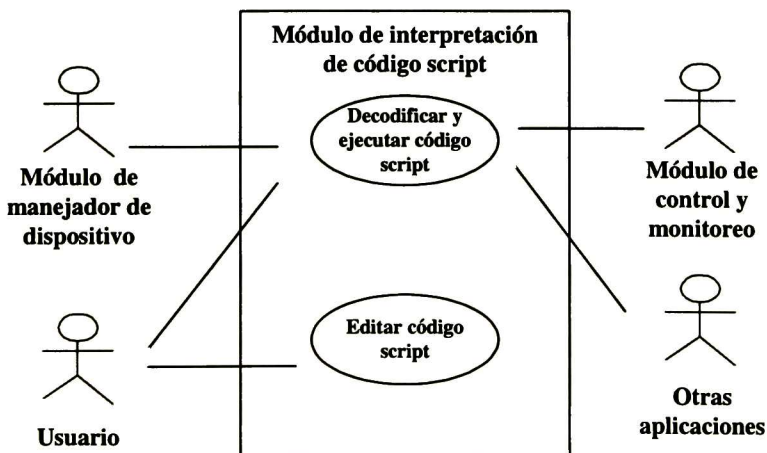 Módulo de interpretación
de código script
Decodificar y
ejecutar código
script
Módulo de
manejador de
dispositivo
Módulo de
control y
monitoreo
Editar código
script
Usuario
Otras
aplicaciones